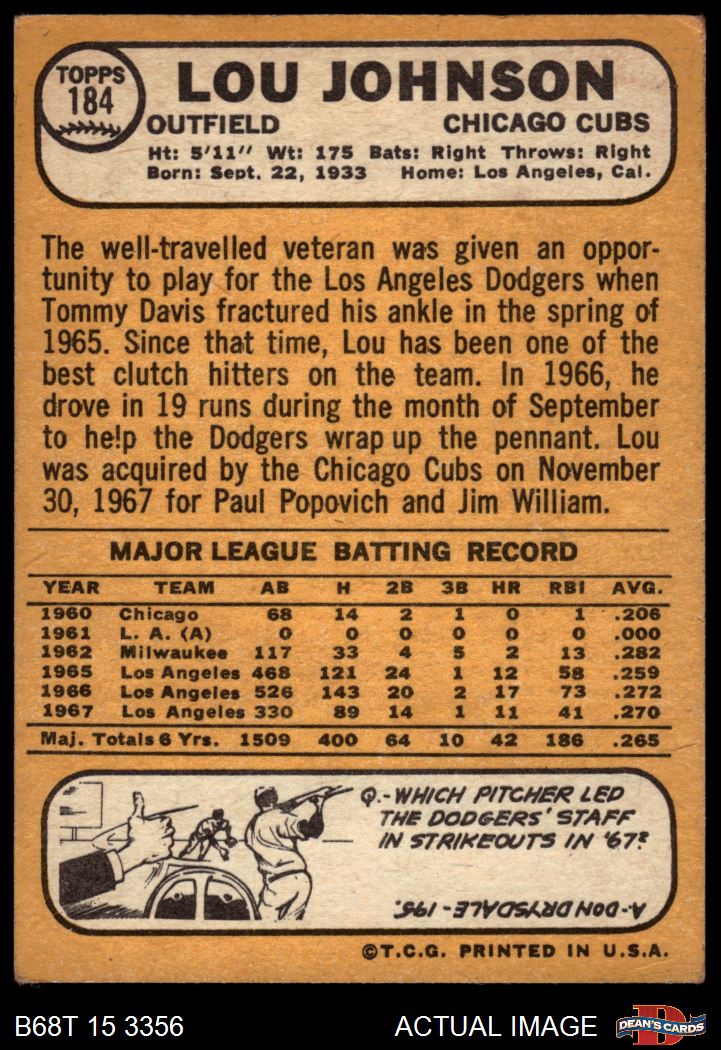 TOPPS
184
LOU JOHNSON
OUTFIELD CHICAGO CUBS
Ht: 5'11" Wt: 175 Bats: Right Throws: Right
Born: Sept. 22, 1933 Home: Los Angeles, Cal.
The well-travelled veteran was given an oppor-
tunity to play for the Los Angeles Dodgers when
Tommy Davis fractured his ankle in the spring of
1965. Since that time, Lou has been one of the
best clutch hitters on the team. In 1966, he
drove in 19 runs during the month of September
to help the Dodgers wrap up the pennant. Lou
was acquired by the Chicago Cubs on November
30, 1967 for Paul Popovich and Jim William.
MAJOR LEAGUE BATTING RECORD
YEAR TEAM AB H 2B 3B HR RBI AVG.
1960 Chicago 68 14 2 1 0 1 .206
1961 L. A. (A) 0 0 0 0 0 0 .000
1962 Milwaukee 117 33 4 5 2 13 .282
1965 Los Angeles 468 121 24 1 12 58 .259
1966 Los Angeles 526 143 20 2 17 73 .272
1967 Los Angeles 330 89 14 1 11 41 .270
Maj. Totals 6 Yrs. 1509 400 64 10 42 186 .265
Q.-WHICH PITCHER LED
THE DODGERS' STAFF
IN STRIKEOUTS IN '67?
A.-DON DRYSDALE-196.
©T.C.G. PRINTED IN U.S.A.
B68T 15 3356 ACTUAL IMAGE
D
DEAN'S CARDS